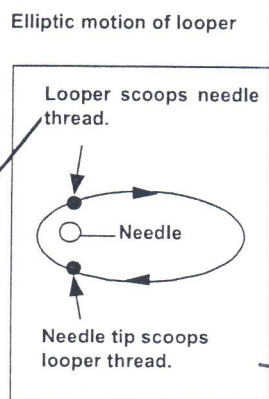 Elliptic motion of looper
Looper scoops needle
thread.
Needle
Needle tip scoops
looper thread.